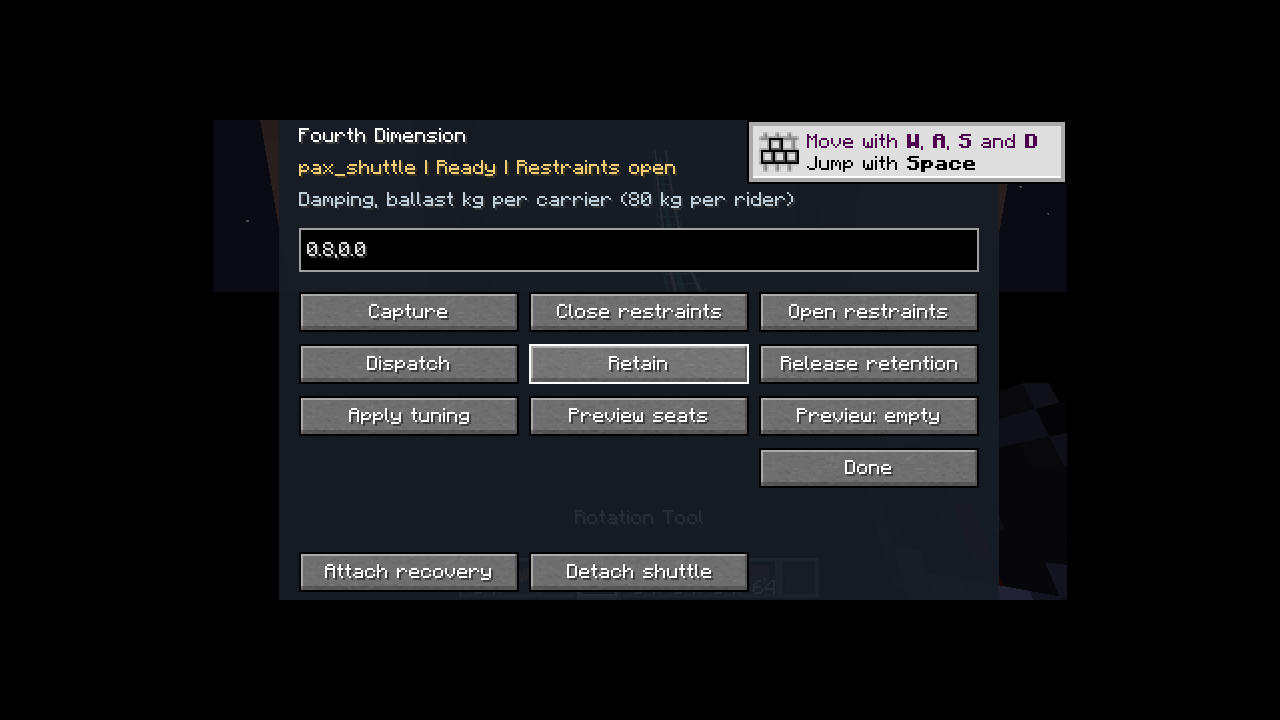 Fourth Dimension
Move with W, A, S and D
Jump with Space
pax_shuttle | Ready | Restraints open
Damping, ballast kg per carrier (80 kg per rider)
0.8,0.0
Capture
Close restraints
Open restraints
Dispatch
Retain
Release retention
Apply tuning
Preview seats
Preview: empty
Done
Rotation Tool
Attach recovery
Detach shuttle
64